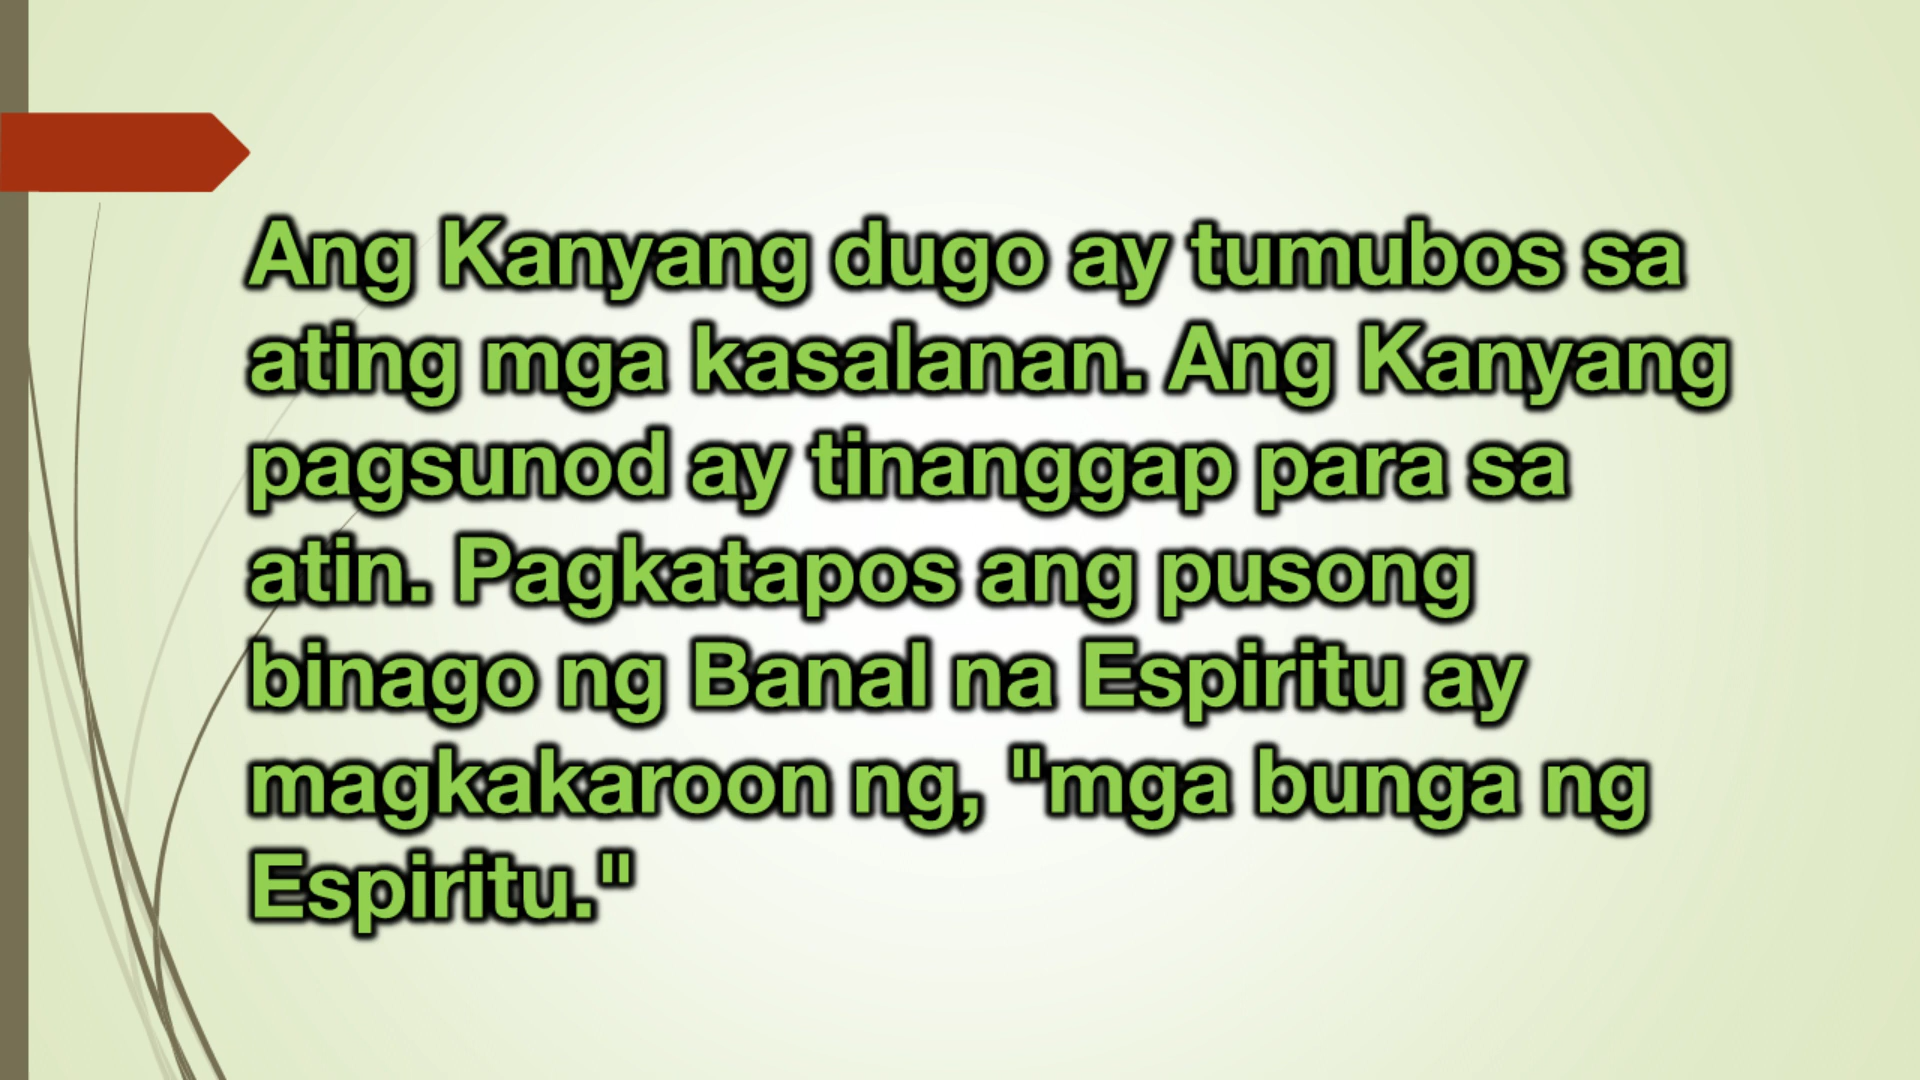 Ang Kanyang dugo ay tumubos sa
ating mga kasalanan. Ang Kanyang
pagsunod ay tinanggap para sa
atin. Pagkatapos ang pusong
binago ng Banal na Espiritu ay
magkakaroon ng, "mga bunga ng
Espiritu."